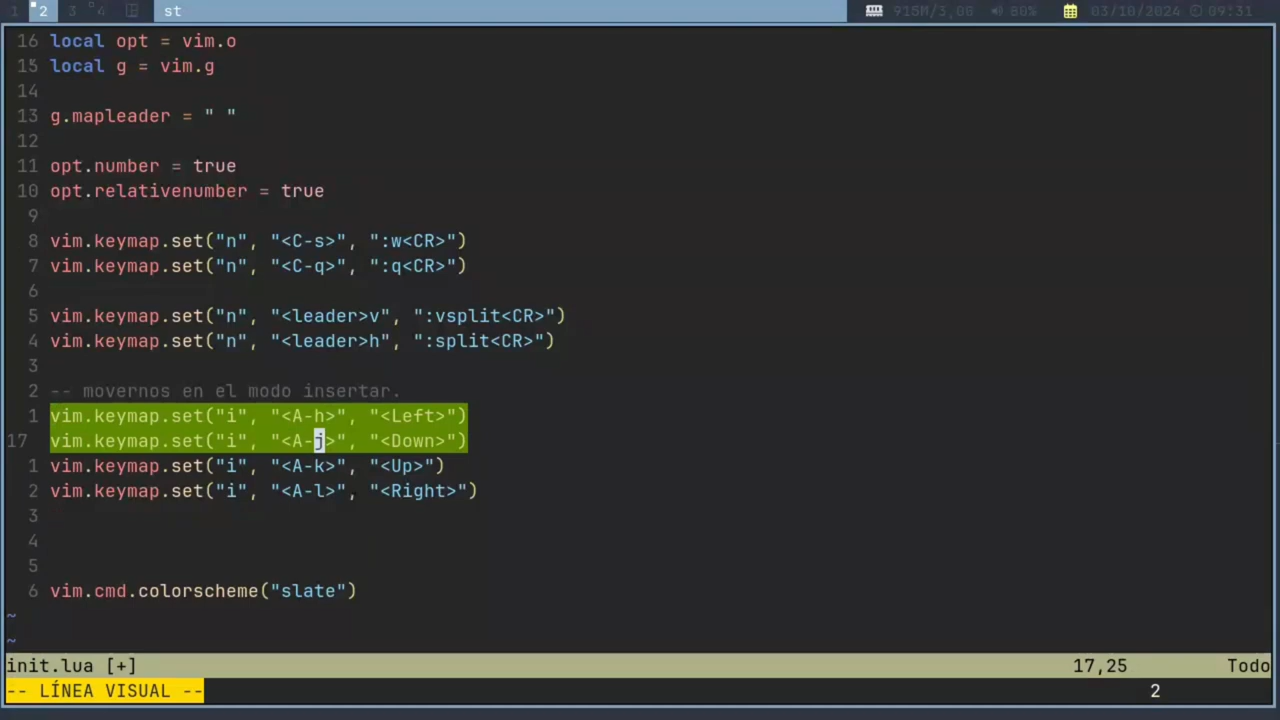 1 2 3 4 st 915M/3,00 80% 03/10/2024 09:31
16 local opt = vim.o
15 local g = vim.g
14
13 g.mapleader = " "
12
11 opt.number = true
10 opt.relativenumber = true
9
8 vim.keymap.set("n", "<C-s>", ":w<CR>")
7 vim.keymap.set("n", "<C-q>", ":q<CR>")
6
5 vim.keymap.set("n", "<leader>v", ":vsplit<CR>")
4 vim.keymap.set("n", "<leader>h", ":split<CR>")
3
2 -- movernos en el modo insertar.
1 vim.keymap.set("i", "<A-h>", "<Left>")
17 vim.keymap.set("i", "<A-j>", "<Down>")
1 vim.keymap.set("i", "<A-k>", "<Up>")
2 vim.keymap.set("i", "<A-l>", "<Right>")
3
4
5
6 vim.cmd.colorscheme("slate")
~
~
init.lua [+] 17,25 Todo
-- LÍNEA VISUAL -- 2